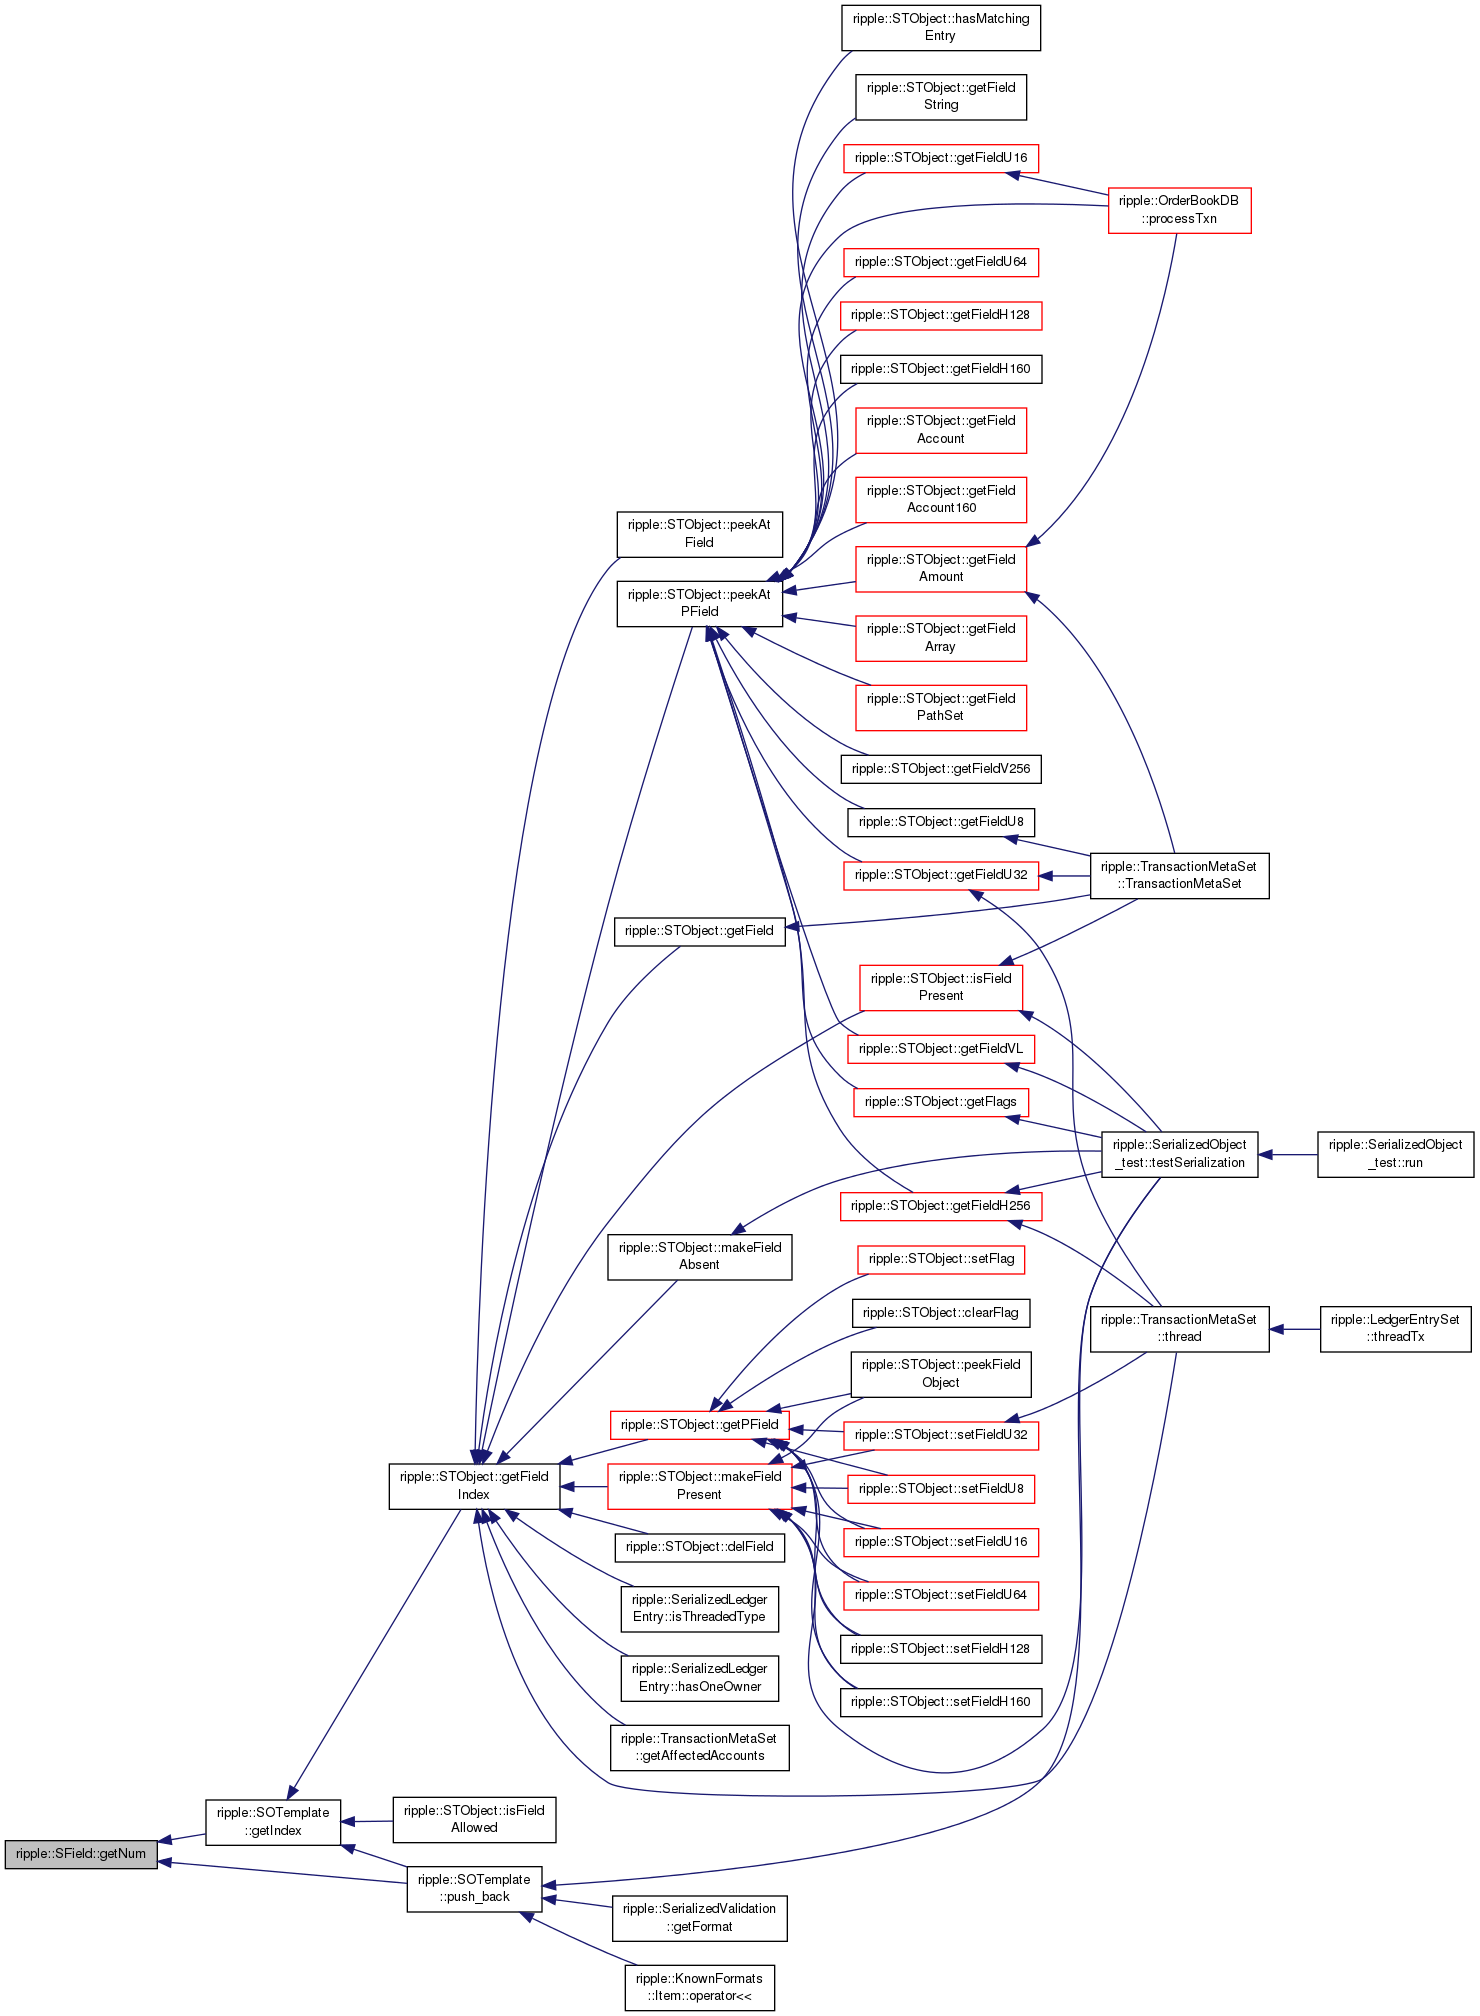 ripple::STObject::hasMatching
Entry
ripple::STObject::getField
String
ripple::STObject::getFieldU16
ripple::OrderBookDB
::processTxn
ripple::STObject::getFieldU64
ripple::STObject::getFieldH128
ripple::STObject::getFieldH160
ripple::STObject::getField
Account
ripple::STObject::getField
Account160
ripple::STObject::peekAt
Field
ripple::STObject::getField
Amount
ripple::STObject::peekAt
PField
ripple::STObject::getField
Array
ripple::STObject::getField
PathSet
ripple::STObject::getFieldV256
ripple::STObject::getFieldU8
ripple::STObject::getFieldU32
ripple::TransactionMetaSet
::TransactionMetaSet
ripple::STObject::getField
ripple::STObject::isField
Present
ripple::STObject::getFieldVL
ripple::STObject::getFlags
ripple::SerializedObject
_test::testSerialization
ripple::SerializedObject
_test::run
ripple::STObject::getFieldH256
ripple::STObject::makeField
Absent
ripple::STObject::setFlag
ripple::STObject::clearFlag
ripple::TransactionMetaSet
::thread
ripple::LedgerEntrySet
::threadTx
ripple::STObject::peekField
Object
ripple::STObject::getPField
ripple::STObject::setFieldU32
ripple::STObject::getField
Index
ripple::STObject::makeField
Present
ripple::STObject::setFieldU8
ripple::STObject::delField
ripple::STObject::setFieldU16
ripple::SerializedLedger
Entry::isThreadedType
ripple::STObject::setFieldU64
ripple::STObject::setFieldH128
ripple::SerializedLedger
Entry::hasOneOwner
ripple::STObject::setFieldH160
ripple::TransactionMetaSet
::getAffectedAccounts
ripple::SOTemplate
::getIndex
ripple::STObject::isField
Allowed
ripple::SField::getNum
ripple::SOTemplate
::push_back
ripple::SerializedValidation
::getFormat
ripple::KnownFormats
::Item::operator<<